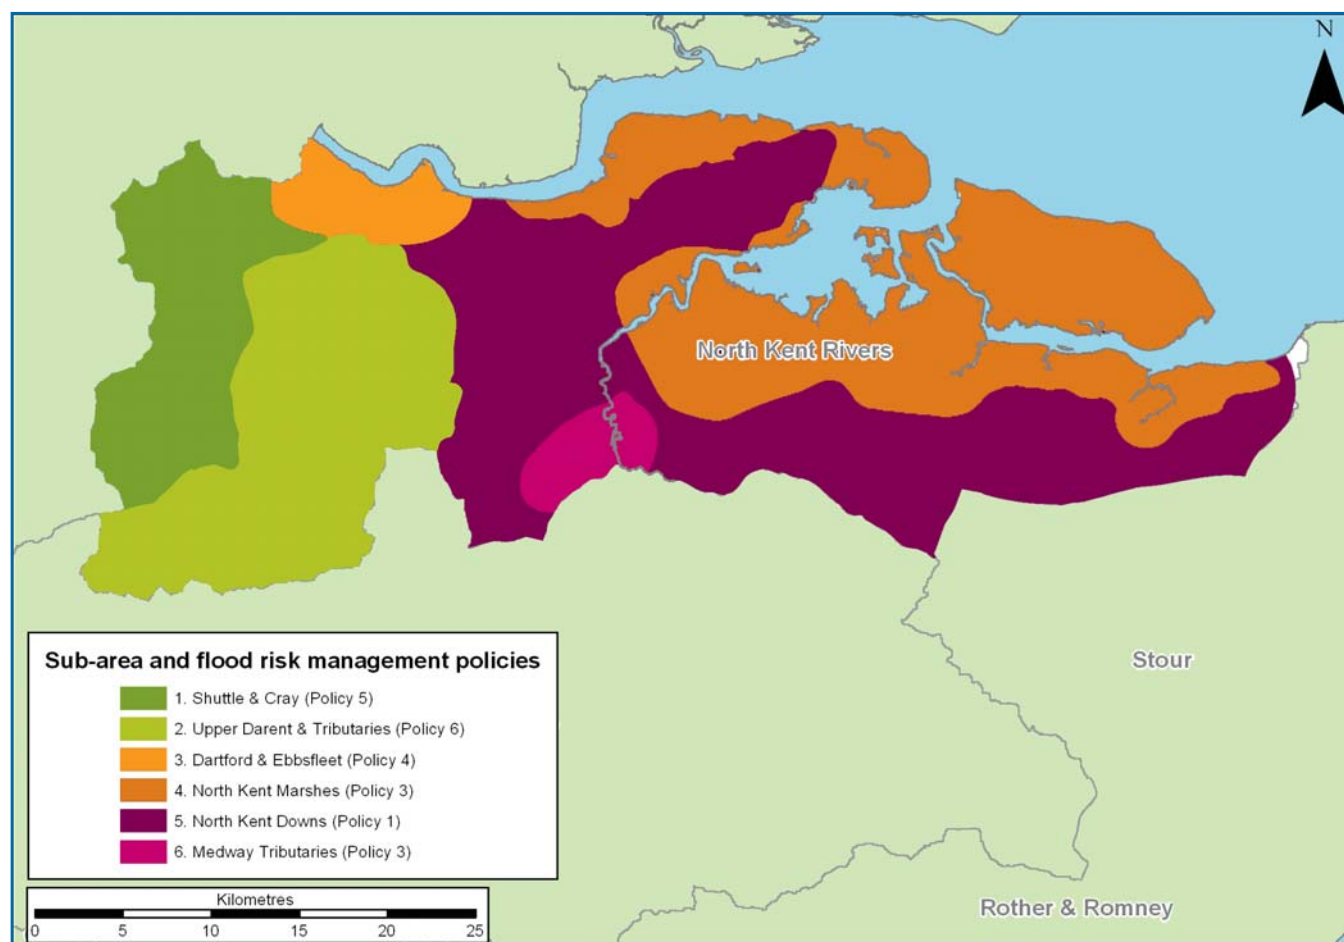 N
North Kent Rivers
Stour
Rother & Romney
Sub-area and flood risk management policies
1. Shuttle & Cray (Policy 5)
2. Upper Darent & Tributaries (Policy 6)
3. Dartford & Ebbsfleet (Policy 4)
4. North Kent Marshes (Policy 3)
5. North Kent Downs (Policy 1)
6. Medway Tributaries (Policy 3)
Kilometres
0 5 10 15 20 25